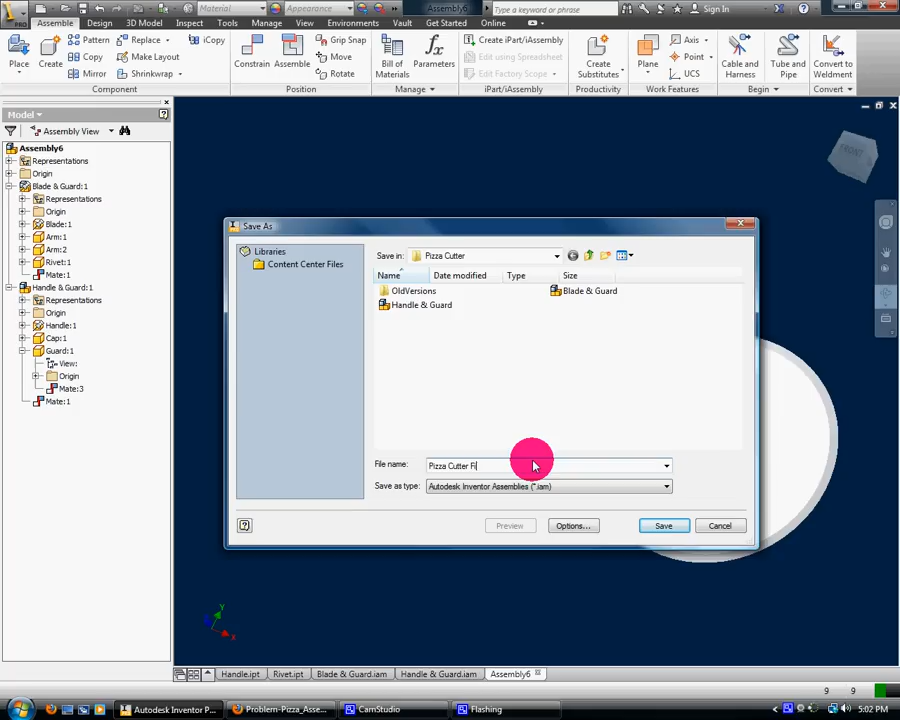 PRO
Material
Appearance
Assembly6
Type a keyword or phrase
Sign In
Assemble Design 3D Model Inspect Tools Manage View Environments Vault Get Started Online
Place
Create
Pattern
Copy
Mirror
Replace
Make Layout
Shrinkwrap
iCopy
Component
Constrain
Assemble
Grip Snap
Move
Rotate
Position
Bill of Materials
Parameters
Manage
Create iPart/iAssembly
Edit using Spreadsheet
Edit Factory Scope
iPart/iAssembly
Create Substitutes
Productivity
Plane
Axis
Point
UCS
Work Features
Cable and Harness
Tube and Pipe
Begin
Convert to Weldment
Convert
Model
Assembly View
Assembly6
Representations
Origin
Blade & Guard:1
Representations
Origin
Blade:1
Arm:1
Arm:2
Rivet:1
Mate:1
Handle & Guard:1
Representations
Origin
Handle:1
Cap:1
Guard:1
View:
Origin
Mate:3
Mate:1
FRONT
Save As
Libraries
Content Center Files
Save in: Pizza Cutter
Name Date modified Type Size
OldVersions Blade & Guard
Handle & Guard
File name: Pizza Cutter Fi
Save as type: Autodesk Inventor Assemblies (*.iam)
Preview Options... Save Cancel
Y
X
Handle.ipt Rivet.ipt Blade & Guard.iam Handle & Guard.iam Assembly6
9 9
Autodesk Inventor P... Problem-Pizza_Asse... CamStudio Flashing 5:02 PM